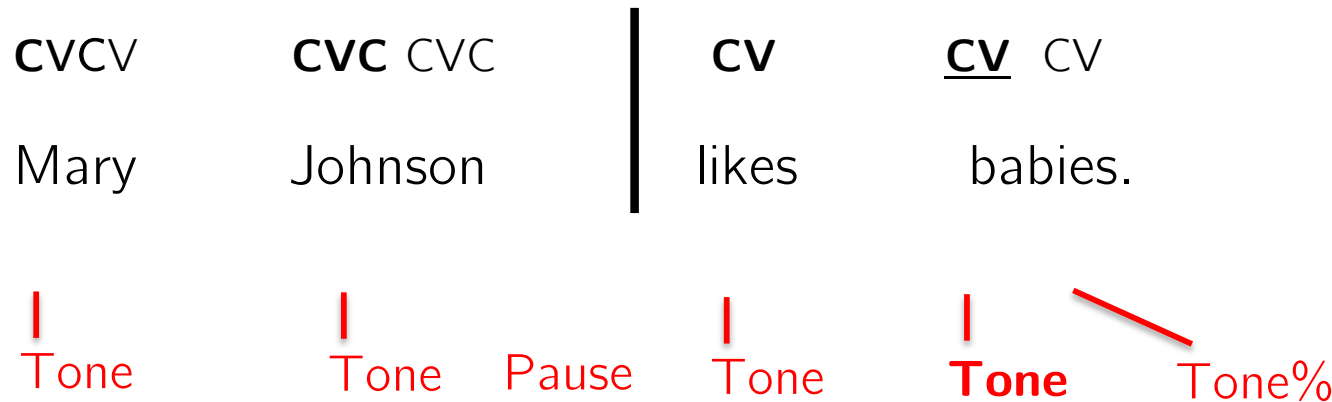 CVCV CVC CVC CV CV CV
Mary Johnson likes babies.
Tone Tone Pause Tone Tone Tone%